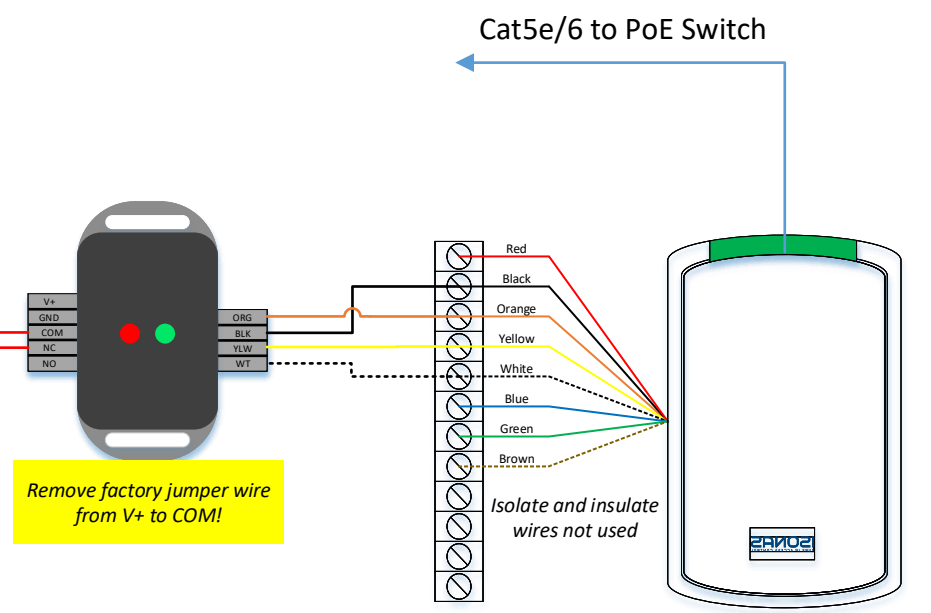 Cat5e/6 to PoE Switch
Red
Black
Orange
Yellow
White
Blue
Green
Brown
V+
GND
COM
NC
NO
ORG
BLK
YLW
WT
Remove factory jumper wire
from V+ to COM!
Isolate and insulate
wires not used
ISONAS